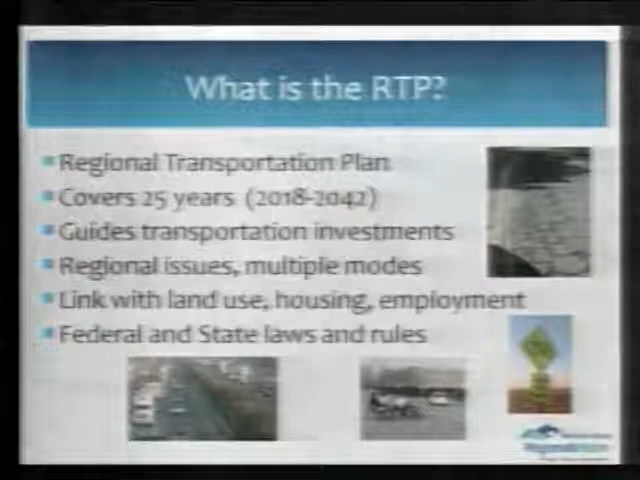 What is the RTP?
Regional Transportation Plan
Covers 25 years (2018-2042)
Guides transportation investments
Regional issues, multiple modes
Link with land use, housing, employment
Federal and State laws and rules